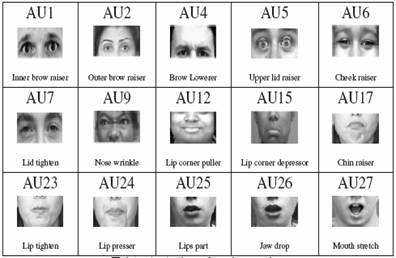 AU1 AU2 AU4 AU5 AU6
Inner brow raiser Outer brow raiser Brow Lowerer Upper lid raiser Cheek raiser
AU7 AU9 AU12 AU15 AU17
Lid tighten Nose wrinkle Lip corner puller Lip corner depressor Chin raiser
AU23 AU24 AU25 AU26 AU27
Lip tighten Lip presser Lips part Jaw drop Mouth stretch